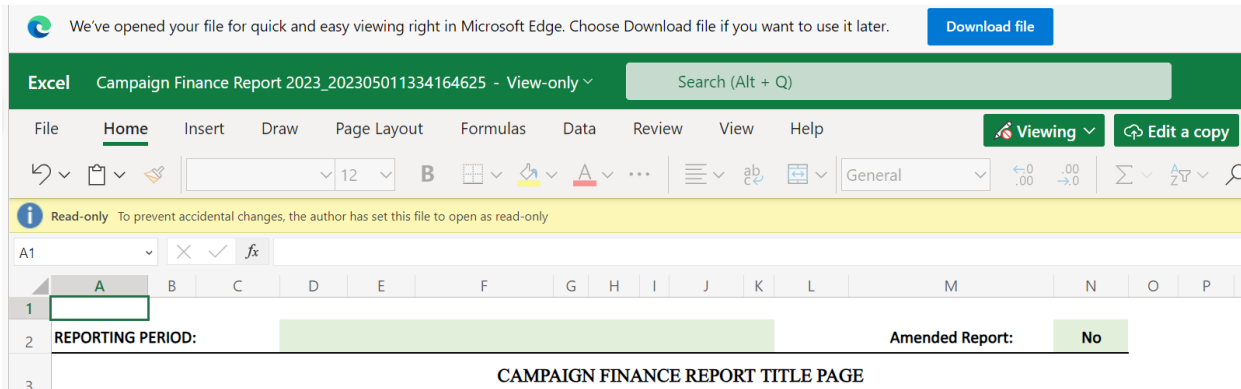 We've opened your file for quick and easy viewing right in Microsoft Edge. Choose Download file if you want to use it later. Download file
Excel Campaign Finance Report 2023_202305011334164625 - View-only Search (Alt + Q)
File Home Insert Draw Page Layout Formulas Data Review View Help Viewing Edit a copy
12 B A ... ab General .00 .00
Read-only To prevent accidental changes, the author has set this file to open as read-only
A1 fx
A B C D E F G H I J K L M N O P
1
2 REPORTING PERIOD: Amended Report: No
3 CAMPAIGN FINANCE REPORT TITLE PAGE